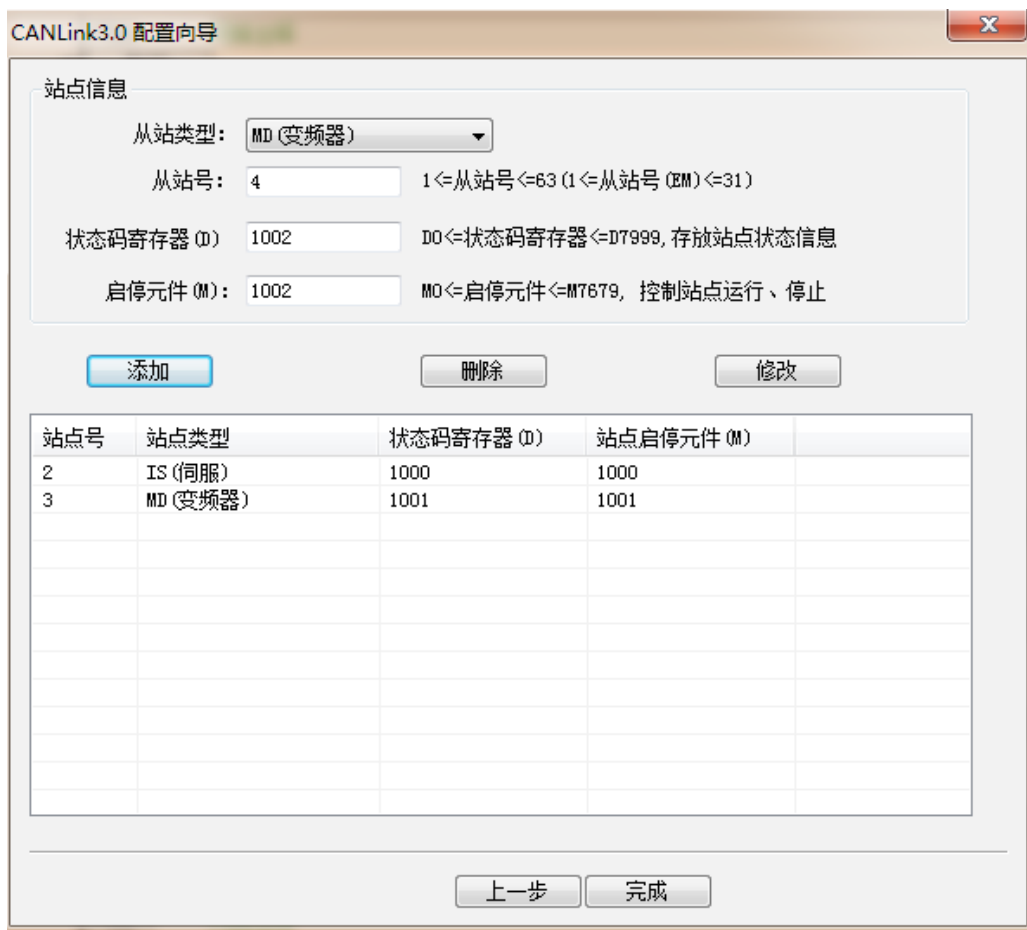 CANLink3.0 配置向导
站点信息
从站类型: MD(变频器)
从站号: 4 1<=从站号<=63(1<=从站号(EM)<=31)
状态码寄存器(D) 1002 D0<=状态码寄存器<=D7999,存放站点状态信息
启停元件(M): 1002 M0<=启停元件<=M7679, 控制站点运行、停止
添加 删除 修改
站点号 站点类型 状态码寄存器(D) 站点启停元件(M)
2 IS(伺服) 1000 1000
3 MD(变频器) 1001 1001
上一步 完成